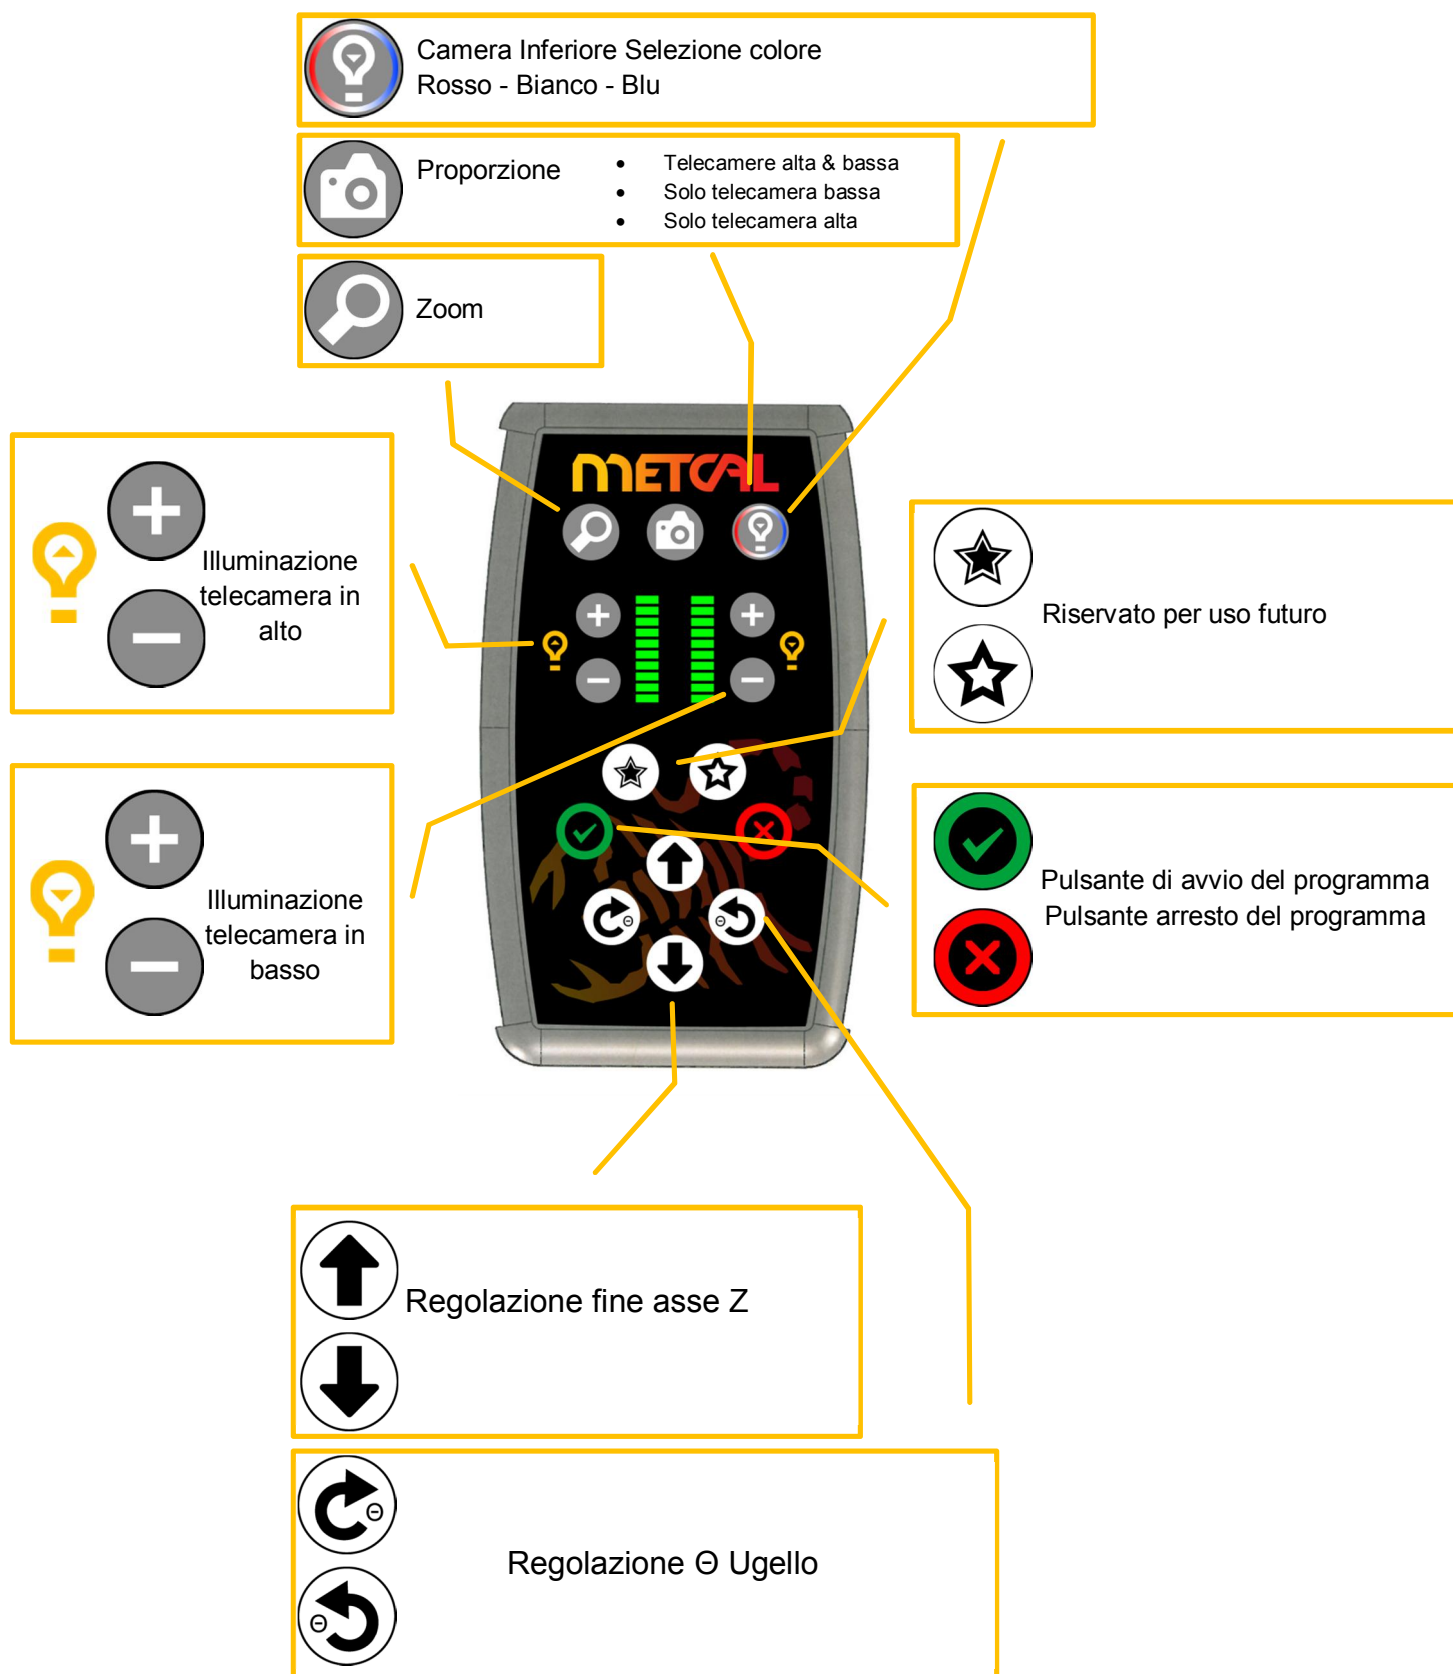 Camera Inferiore Selezione colore
Rosso - Bianco - Blu
Proporzione
• Telecamere alta & bassa
• Solo telecamera bassa
• Solo telecamera alta
Zoom
METCAL
Illuminazione
telecamera in
alto
Riservato per uso futuro
Illuminazione
telecamera in
basso
Pulsante di avvio del programma
Pulsante arresto del programma
Θ
Θ
Regolazione fine asse Z
Θ
Regolazione Θ Ugello
Θ